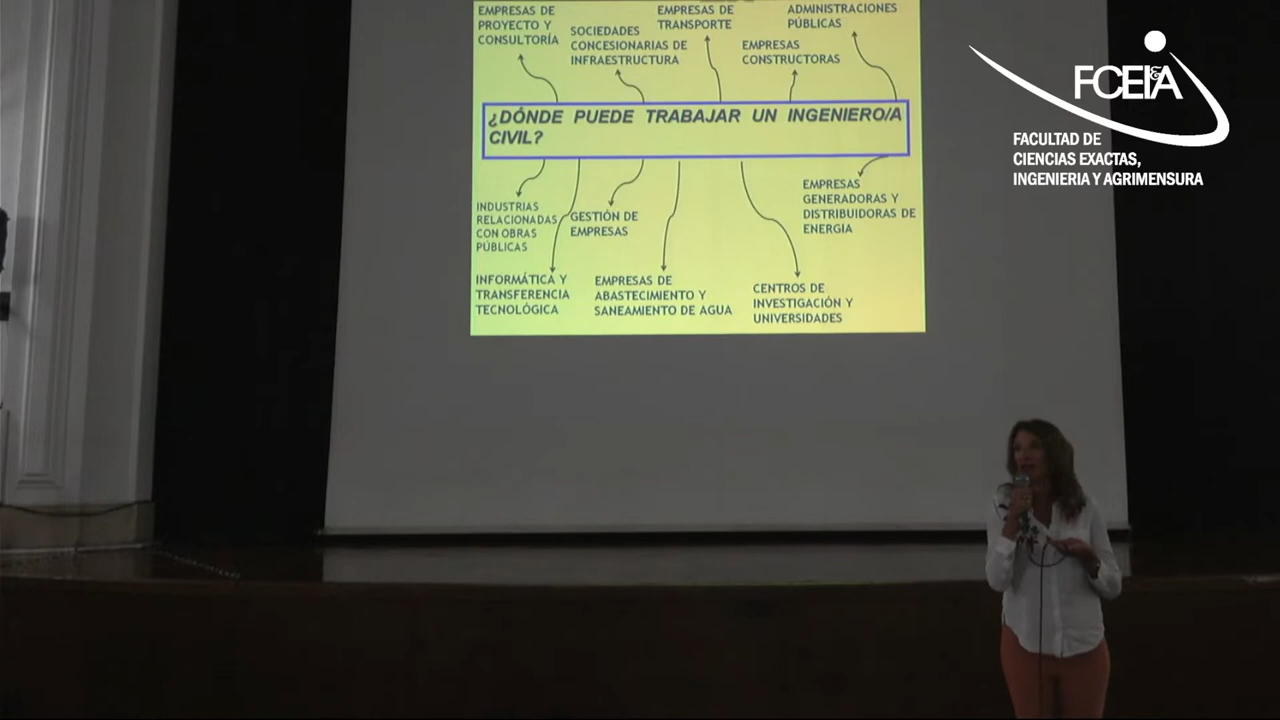 EMPRESAS DE
PROYECTO Y
CONSULTORÍA
SOCIEDADES
CONCESIONARIAS DE
INFRAESTRUCTURA
EMPRESAS DE
TRANSPORTE
EMPRESAS
CONSTRUCTORAS
ADMINISTRACIONES
PÚBLICAS
¿DÓNDE PUEDE TRABAJAR UN INGENIERO/A
CIVIL?
INDUSTRIAS
RELACIONADAS
CON OBRAS
PÚBLICAS
GESTIÓN DE
EMPRESAS
EMPRESAS
GENERADORAS Y
DISTRIBUIDORAS DE
ENERGIA
INFORMÁTICA Y
TRANSFERENCIA
TECNOLÓGICA
EMPRESAS DE
ABASTECIMIENTO Y
SANEAMIENTO DE AGUA
CENTROS DE
INVESTIGACIÓN Y
UNIVERSIDADES
FCEI&A
FACULTAD DE
CIENCIAS EXACTAS,
INGENIERIA Y AGRIMENSURA